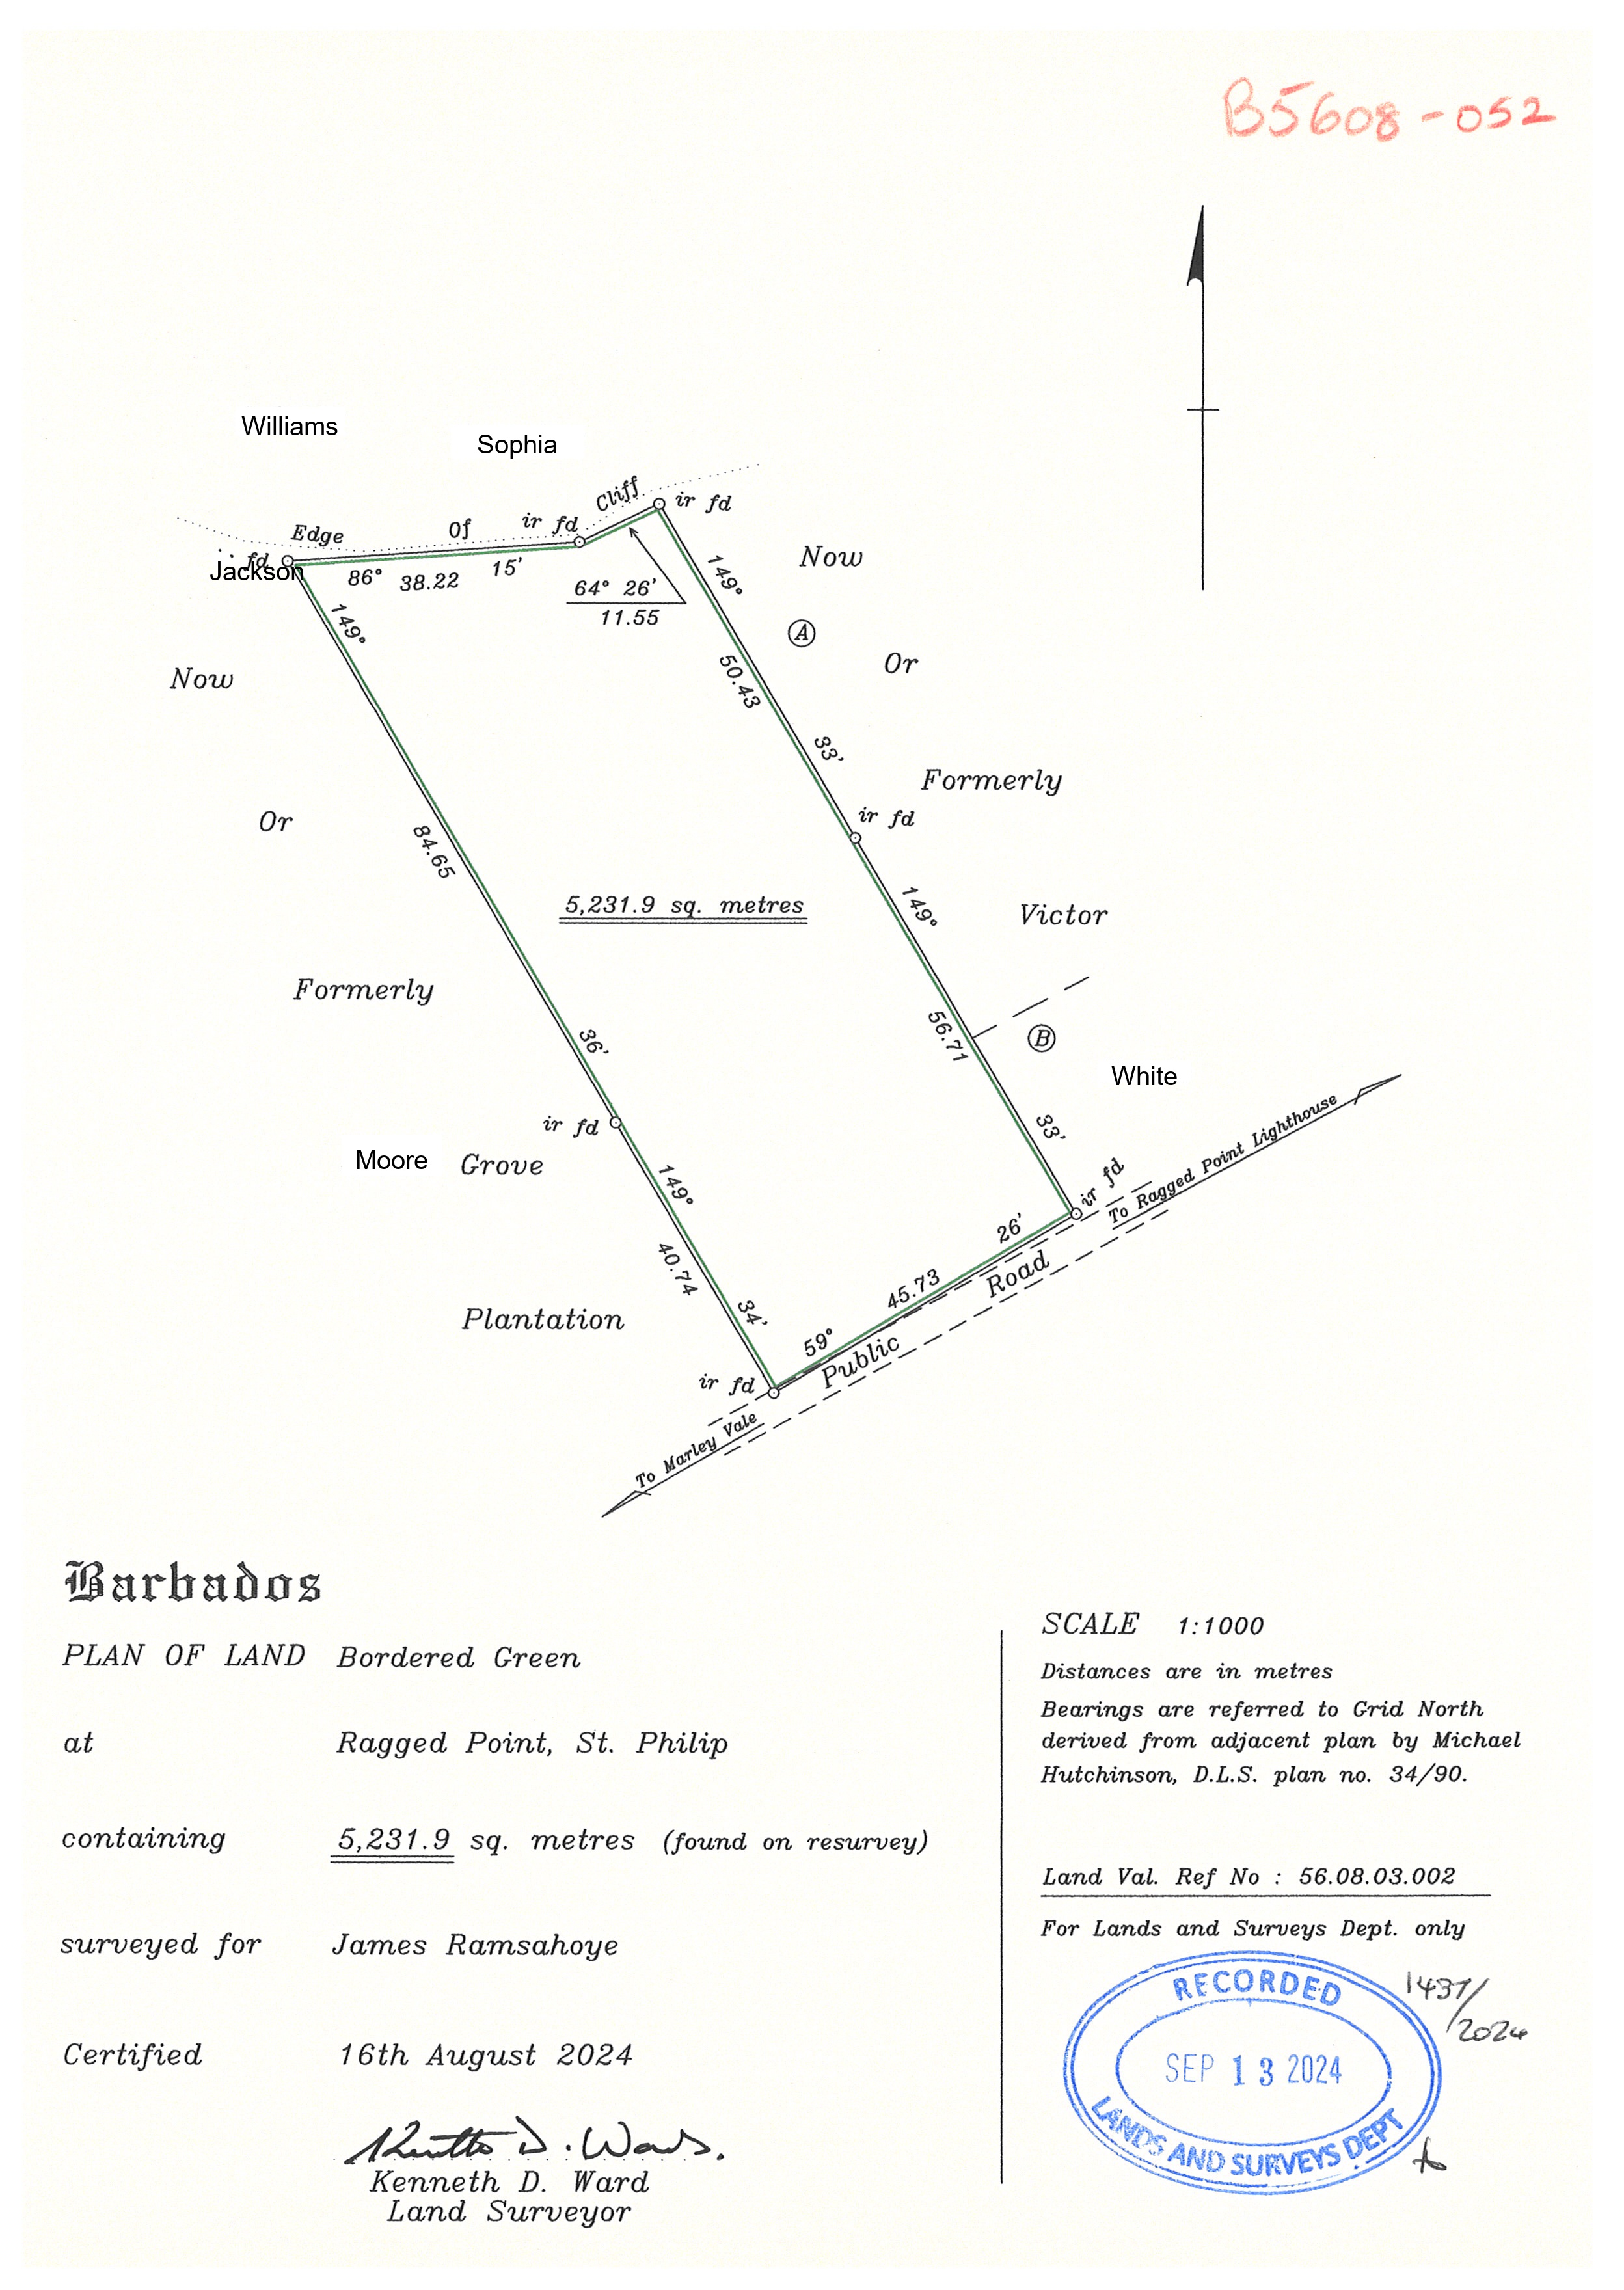 B5608-052
Williams
Sophia
Cliff
ir fd
Edge
Of
ir fd
fd
Jackson
86° 38.22 15'
64° 26'
11.55
149°
50.43
33'
Now
Or
Formerly
Victor
White
A
B
ir fd
149°
56.71
33'
ir fd
149°
84.65
36'
Now
Or
Formerly
Moore Grove
Plantation
5,231.9 sq. metres
ir fd
149°
40.74
34'
ir fd
59° 45.73 26'
Public Road
To Ragged Point Lighthouse
To Marley Vale
Barbados
PLAN OF LAND Bordered Green
at Ragged Point, St. Philip
containing 5,231.9 sq. metres (found on resurvey)
surveyed for James Ramsahoye
Certified 16th August 2024
Kenneth D. Ward.
Kenneth D. Ward
Land Surveyor
SCALE 1:1000
Distances are in metres
Bearings are referred to Grid North
derived from adjacent plan by Michael
Hutchinson, D.L.S. plan no. 34/90.
Land Val. Ref No : 56.08.03.002
For Lands and Surveys Dept. only
RECORDED
SEP 13 2024
LANDS AND SURVEYS DEPT
1437/
2024